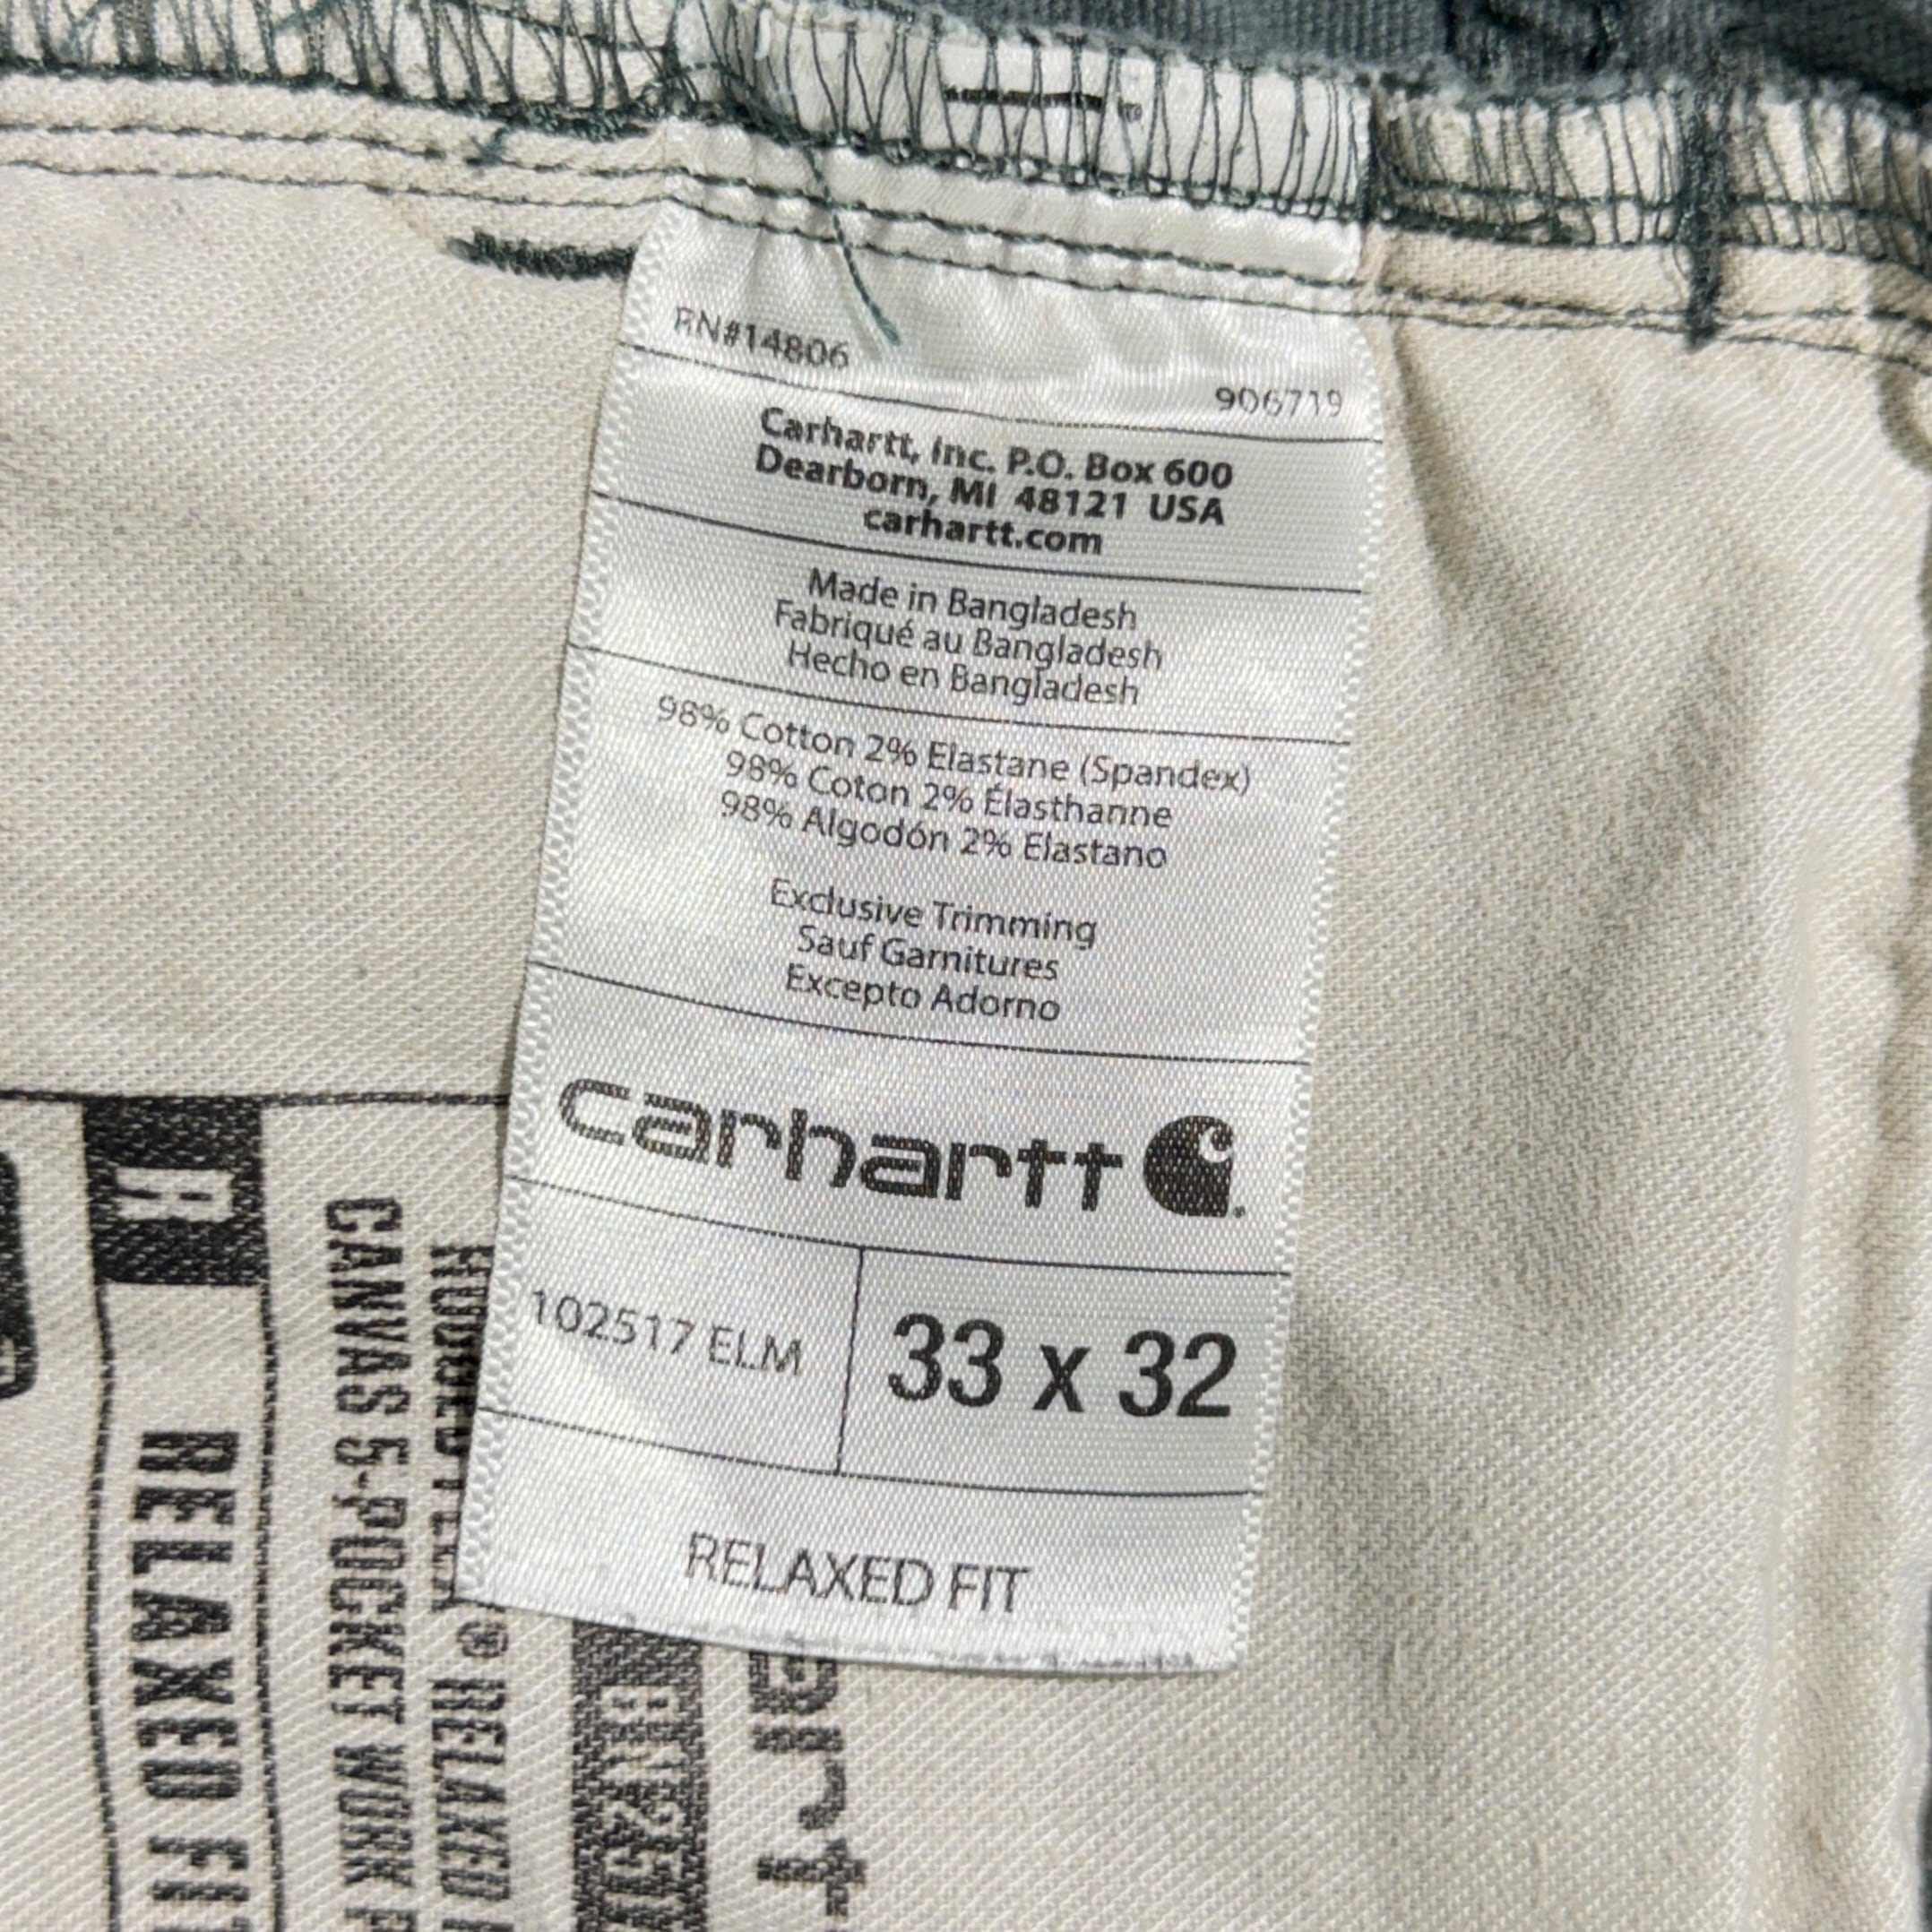 RN#14806
906719
Carhartt, Inc. P.O. Box 600
Dearborn, MI 48121 USA
carhartt.com
Made in Bangladesh
Fabriqué au Bangladesh
Hecho en Bangladesh
98% Cotton 2% Elastane (Spandex)
98% Coton 2% Élasthanne
98% Algodón 2% Elastano
Exclusive Trimming
Sauf Garnitures
Excepto Adorno
carhartt
102517 ELM
33 x 32
RELAXED FIT
® RELAXED
CANVAS 5-POCKET WORK
RELAXED FIT